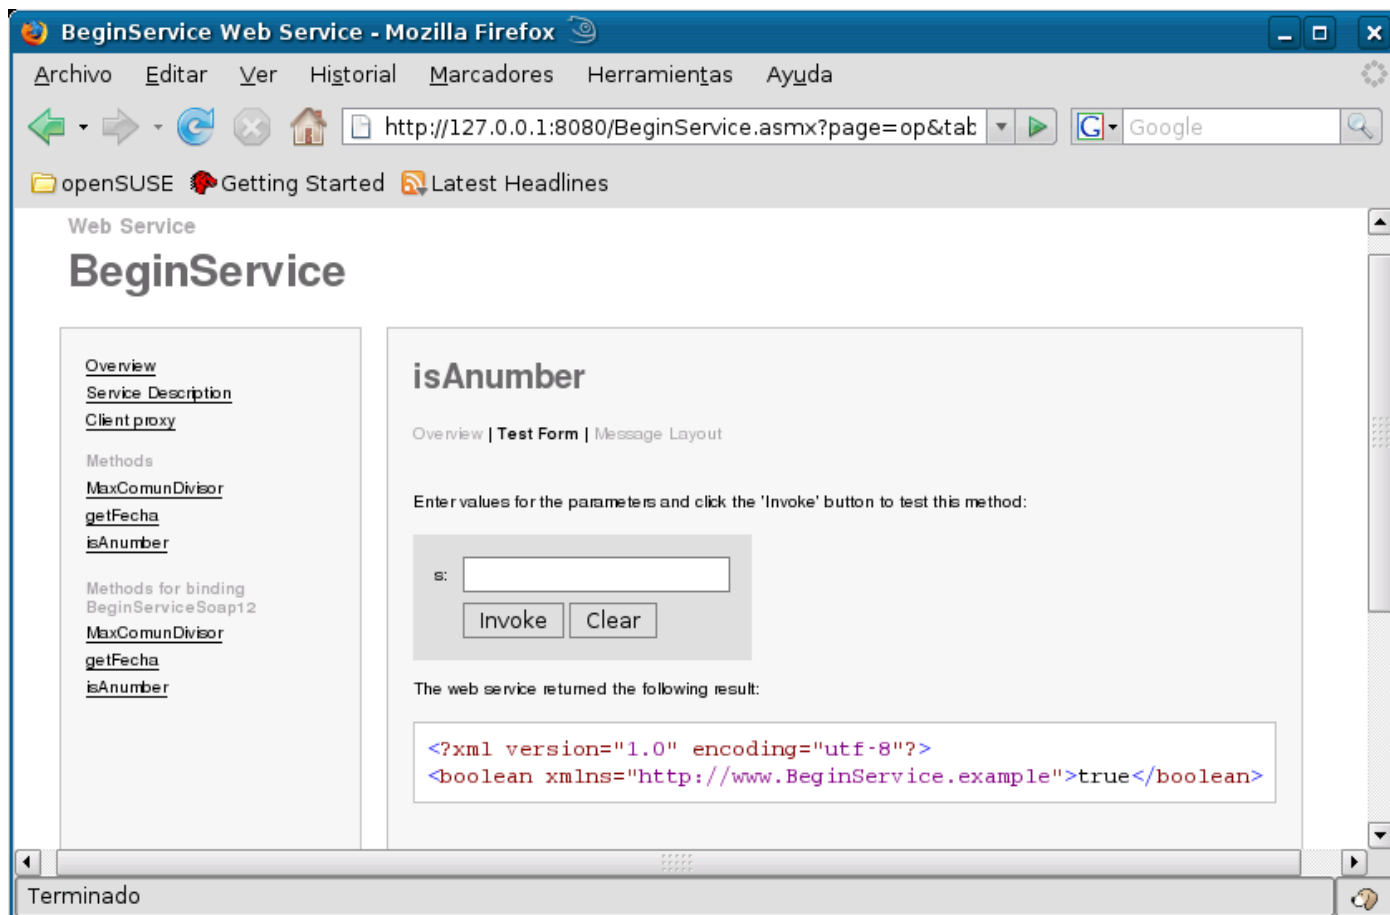 BeginService Web Service - Mozilla Firefox
Archivo Editar Ver Historial Marcadores Herramientas Ayuda
http://127.0.0.1:8080/BeginService.asmx?page=op&tab
G Google
openSUSE Getting Started Latest Headlines
Web Service
BeginService
Overview
Service Description
Client proxy
Methods
MaxComunDivisor
getFecha
isAnumber
Methods for binding
BeginServiceSoap12
MaxComunDivisor
getFecha
isAnumber
isAnumber
Overview | Test Form | Message Layout
Enter values for the parameters and click the 'Invoke' button to test this method:
s:
Invoke Clear
The web service returned the following result:
<?xml version="1.0" encoding="utf-8"?>
<boolean xmlns="http://www.BeginService.example">true</boolean>
Terminado